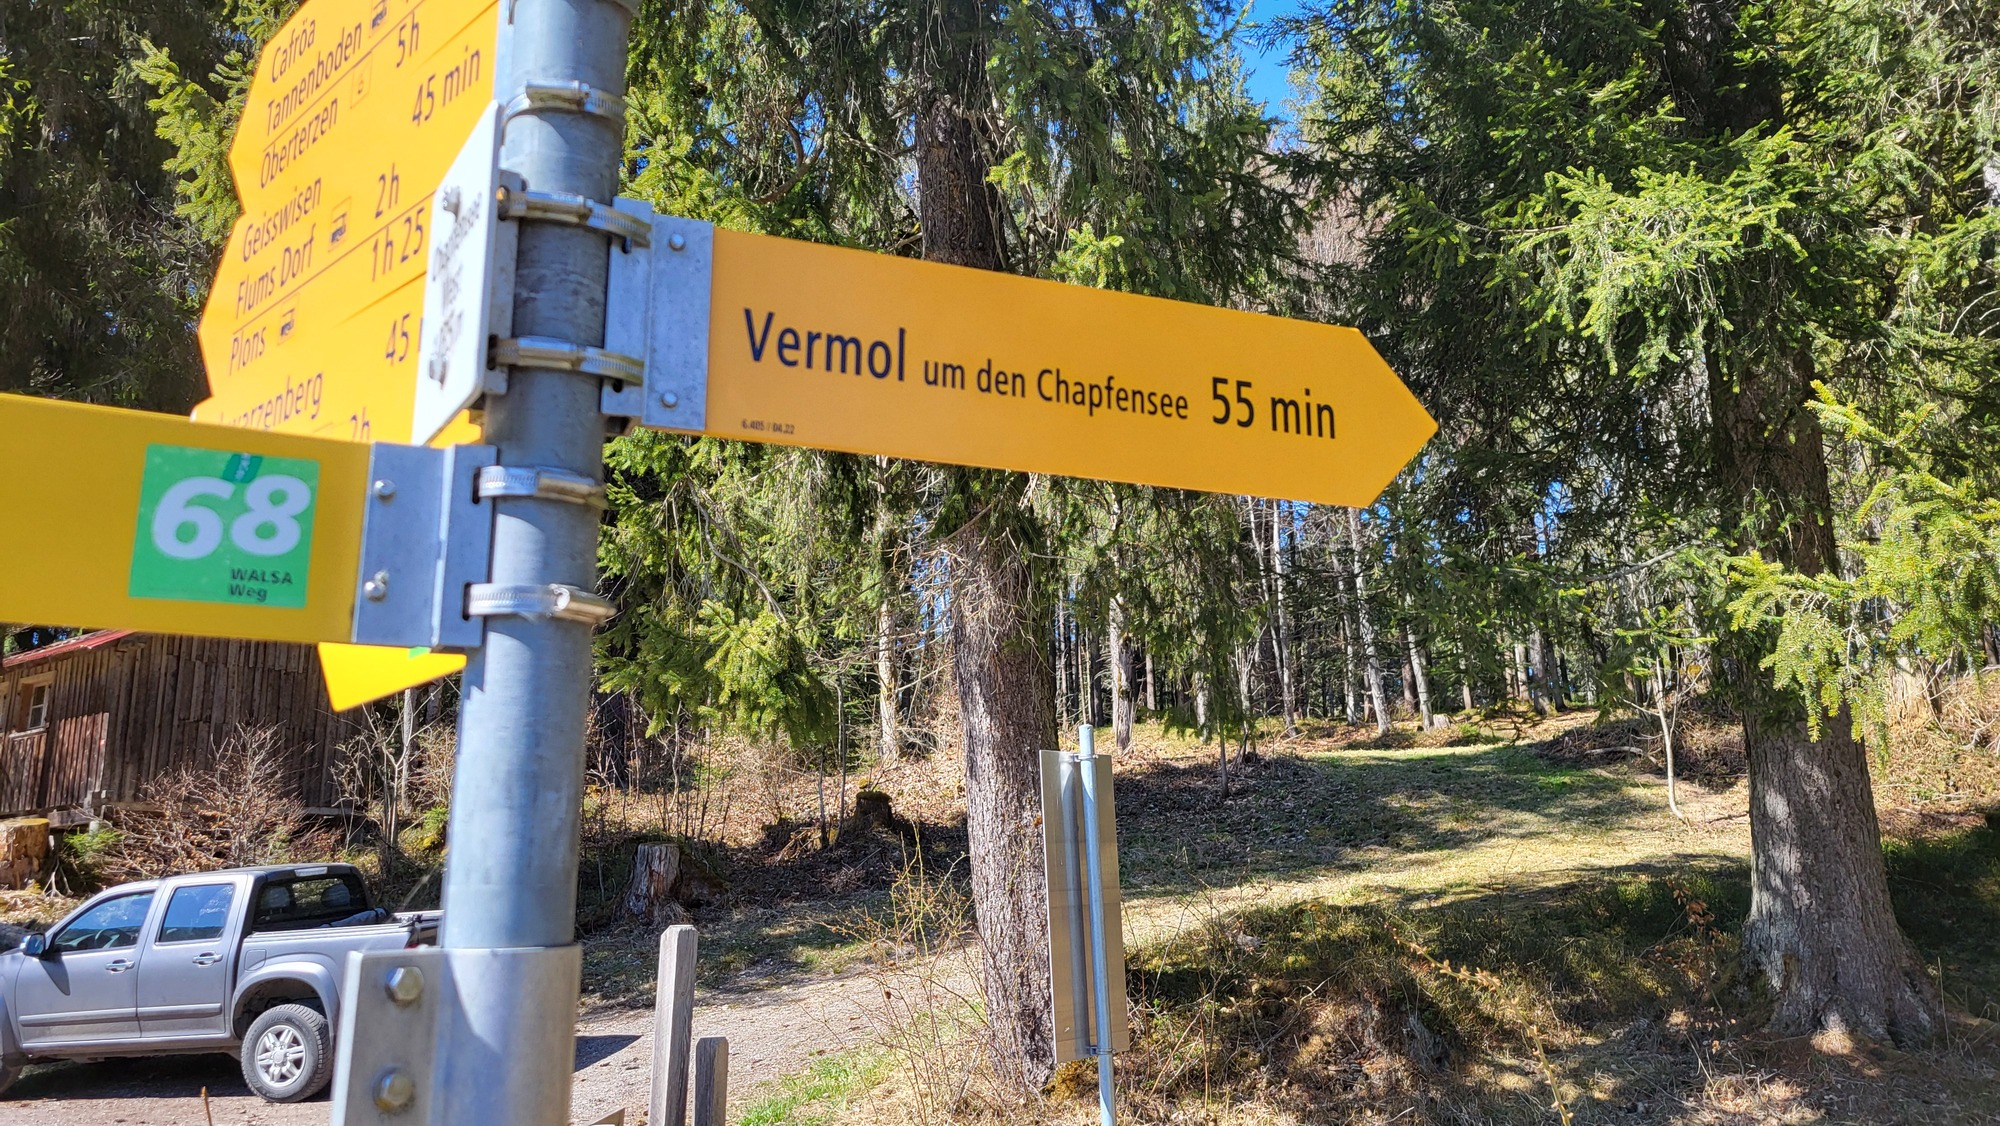 Cafröa
Tannenboden
5h
Oberterzen
45 min
Geisswisen
2h
Flums Dorf
1h 25
Plons
45
2h
68
WALSA
Weg
Vermol um den Chapfensee 55 min
6.405 / 04.22